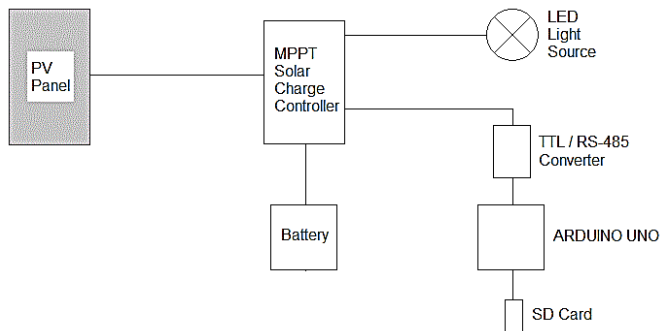 PV
Panel
MPPT
Solar
Charge
Controller
LED
Light
Source
TTL / RS-485
Converter
Battery
ARDUINO UNO
SD Card